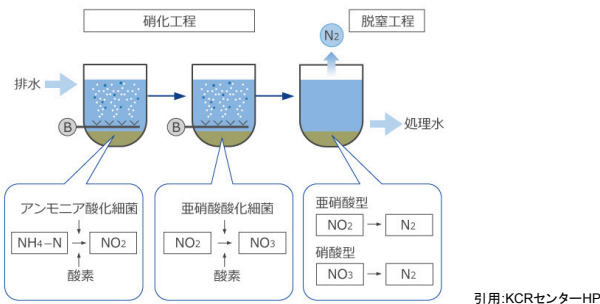 硝化工程
脱窒工程
N2
排水
B
B
処理水
アンモニア酸化細菌
NH4−N
NO2
酸素
亜硝酸酸化細菌
NO2
NO3
酸素
亜硝酸型
NO2
N2
硝酸型
NO3
N2
引用:KCRセンターHP